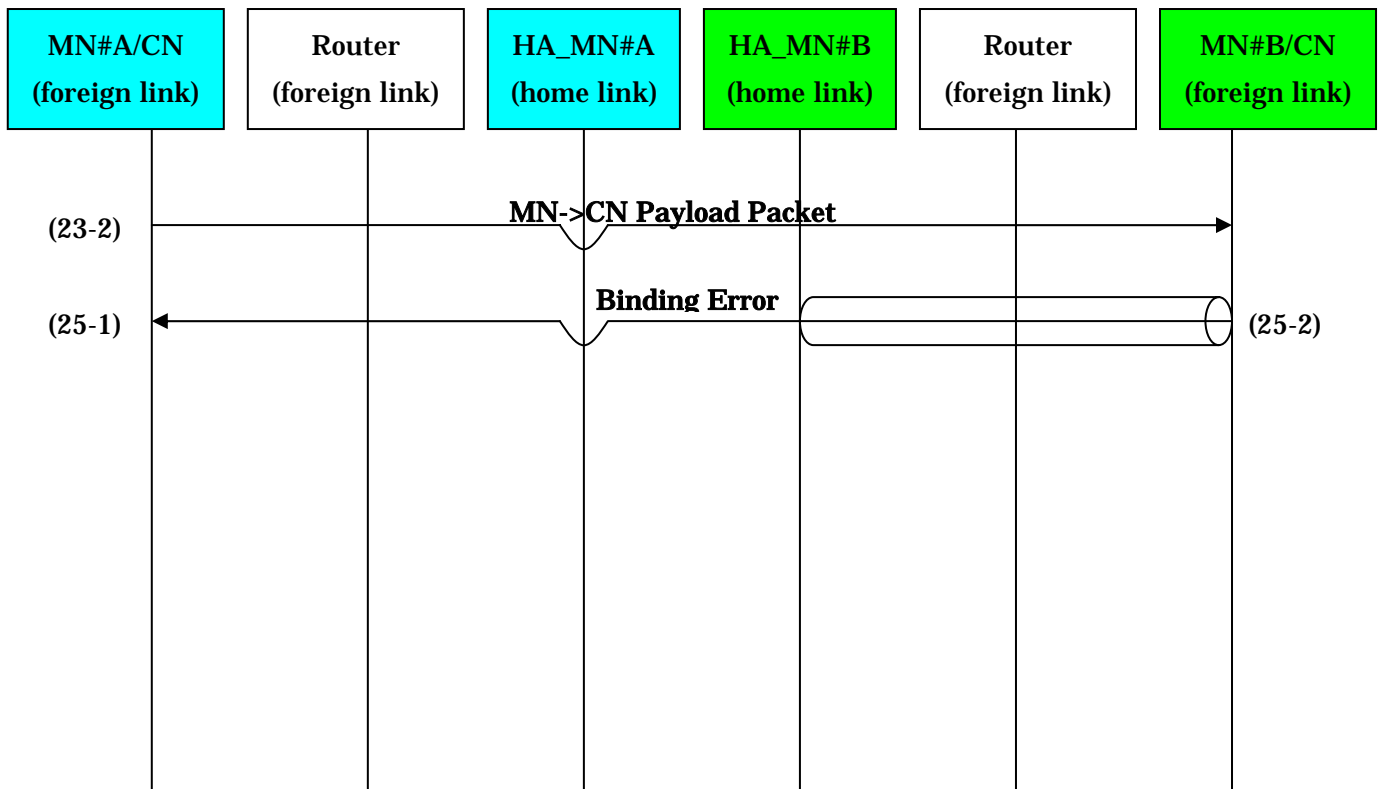 MN#A/CN
(foreign link)
Router
(foreign link)
HA_MN#A
(home link)
HA_MN#B
(home link)
Router
(foreign link)
MN#B/CN
(foreign link)
MN->CN Payload Packet
(23-2)
Binding Error
(25-1)
(25-2)